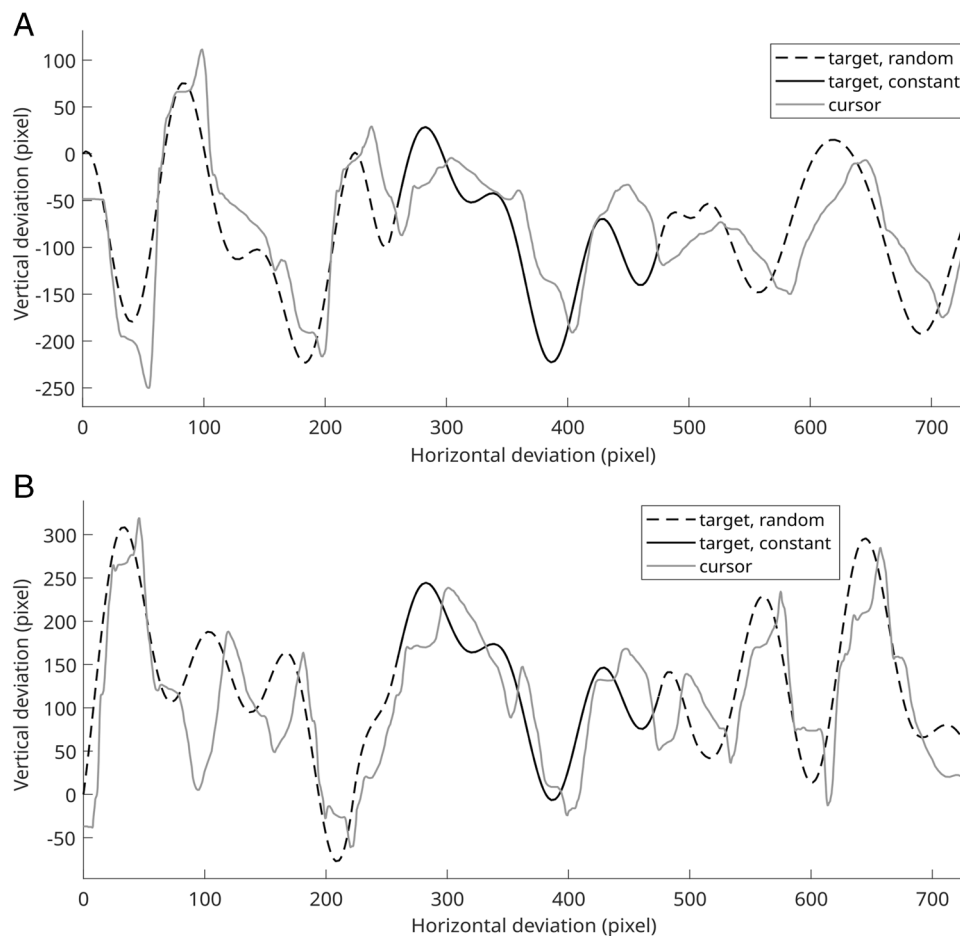 A
Vertical deviation (pixel)
100
50
0
-50
-100
-150
-200
-250
target, random
target, constant
cursor
0 100 200 300 400 500 600 700
Horizontal deviation (pixel)
B
Vertical deviation (pixel)
300
250
200
150
100
50
0
-50
target, random
target, constant
cursor
0 100 200 300 400 500 600 700
Horizontal deviation (pixel)